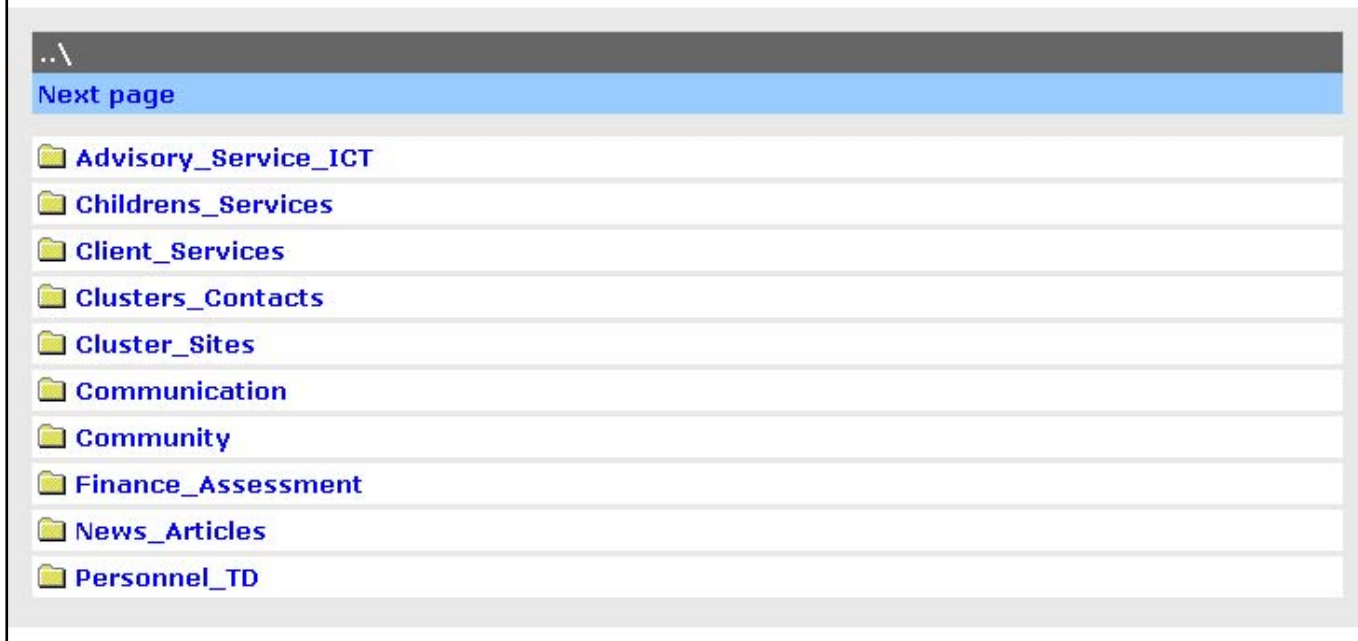 ..\
Next page
Advisory_Service_ICT
Childrens_Services
Client_Services
Clusters_Contacts
Cluster_Sites
Communication
Community
Finance_Assessment
News_Articles
Personnel_TD